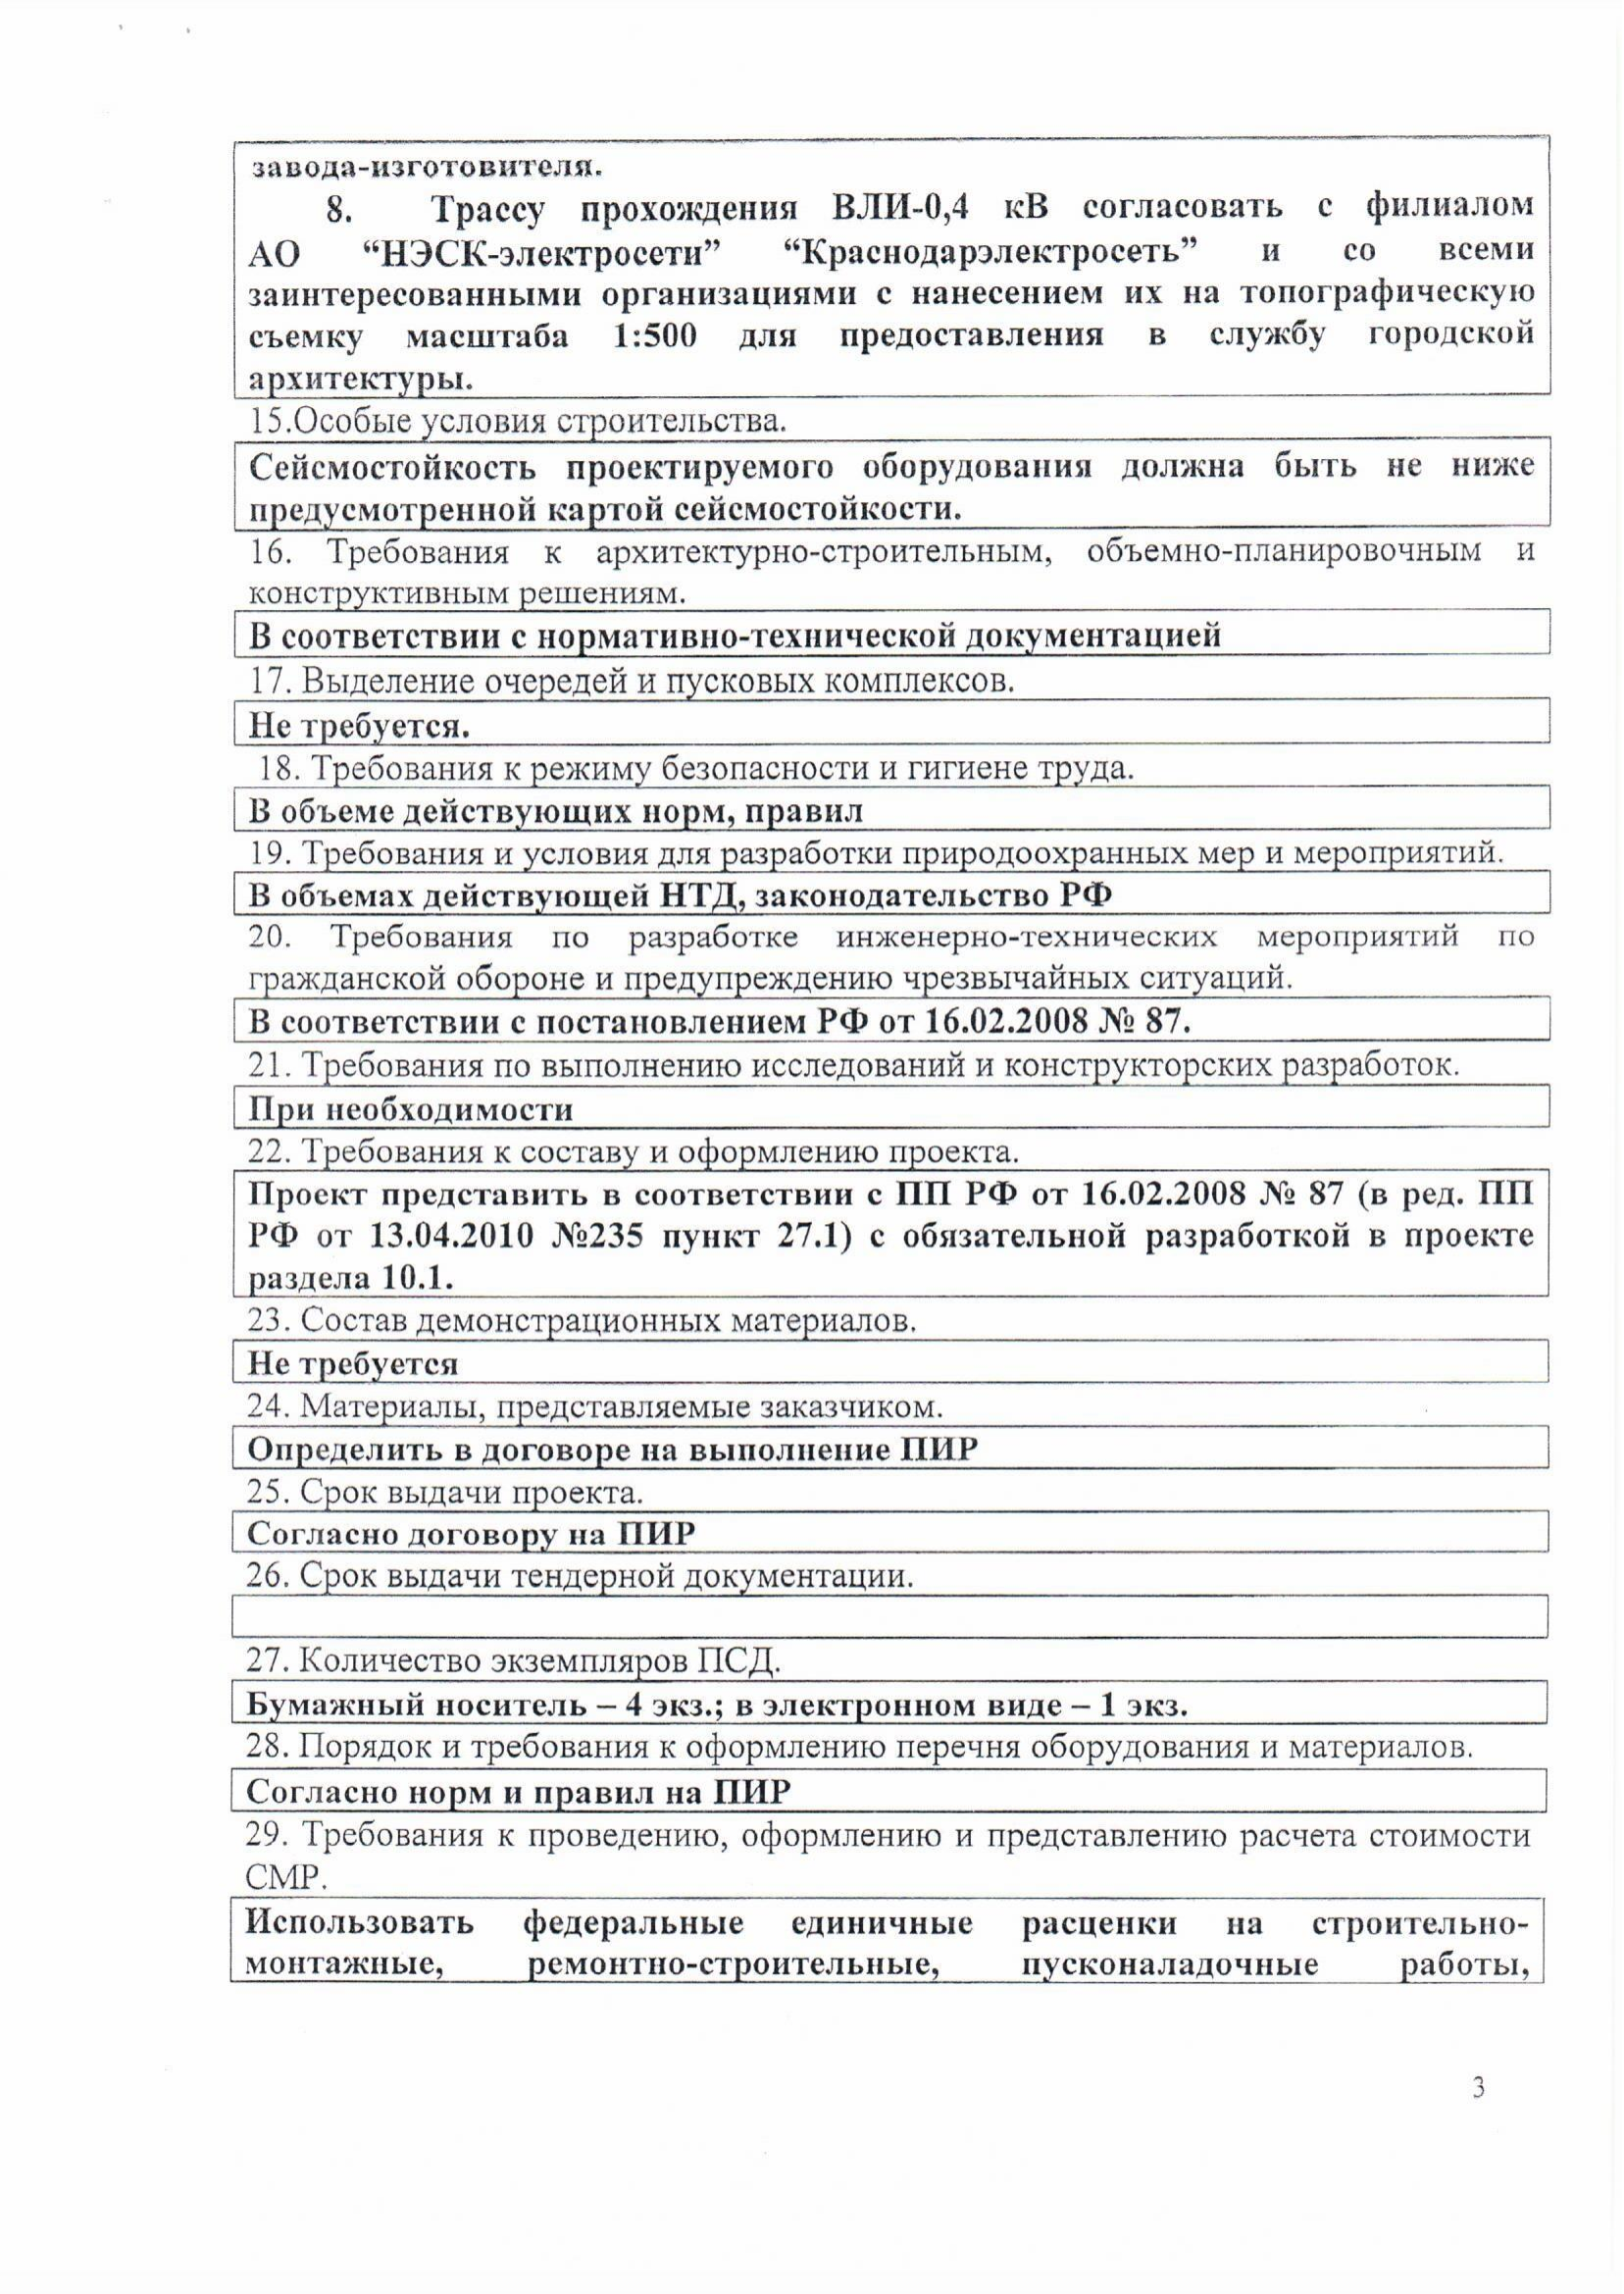 завода-изготовителя.
8. Трассу прохождения ВЛИ-0,4 кВ согласовать с филиалом
АО “НЭСК-электросети” “Краснодарэлектросеть” и со всеми
заинтересованными организациями с нанесением их на топографическую
съемку масштаба 1:500 для предоставления в службу городской
архитектуры.
15.Особые условия строительства.
Сейсмостойкость проектируемого оборудования должна быть не ниже
предусмотренной картой сейсмостойкости.
16. Требования к архитектурно-строительным, объемно-планировочным и
конструктивным решениям.
В соответствии с нормативно-технической документацией
17. Выделение очередей и пусковых комплексов.
Не требуется.
18. Требования к режиму безопасности и гигиене труда.
В объеме действующих норм, правил
19. Требования и условия для разработки природоохранных мер и мероприятий.
В объемах действующей НТД, законодательство РФ
20. Требования по разработке инженерно-технических мероприятий по
гражданской обороне и предупреждению чрезвычайных ситуаций.
В соответствии с постановлением РФ от 16.02.2008 № 87.
21. Требования по выполнению исследований и конструкторских разработок.
При необходимости
22. Требования к составу и оформлению проекта.
Проект представить в соответствии с ПП РФ от 16.02.2008 № 87 (в ред. ПП
РФ от 13.04.2010 №235 пункт 27.1) с обязательной разработкой в проекте
раздела 10.1.
23. Состав демонстрационных материалов.
Не требуется
24. Материалы, представляемые заказчиком.
Определить в договоре на выполнение ПИР
25. Срок выдачи проекта.
Согласно договору на ПИР
26. Срок выдачи тендерной документации.
27. Количество экземпляров ПСД.
Бумажный носитель – 4 экз.; в электронном виде – 1 экз.
28. Порядок и требования к оформлению перечня оборудования и материалов.
Согласно норм и правил на ПИР
29. Требования к проведению, оформлению и представлению расчета стоимости
СМР.
Использовать федеральные единичные расценки на строительно-
монтажные, ремонтно-строительные, пусконаладочные работы,
3